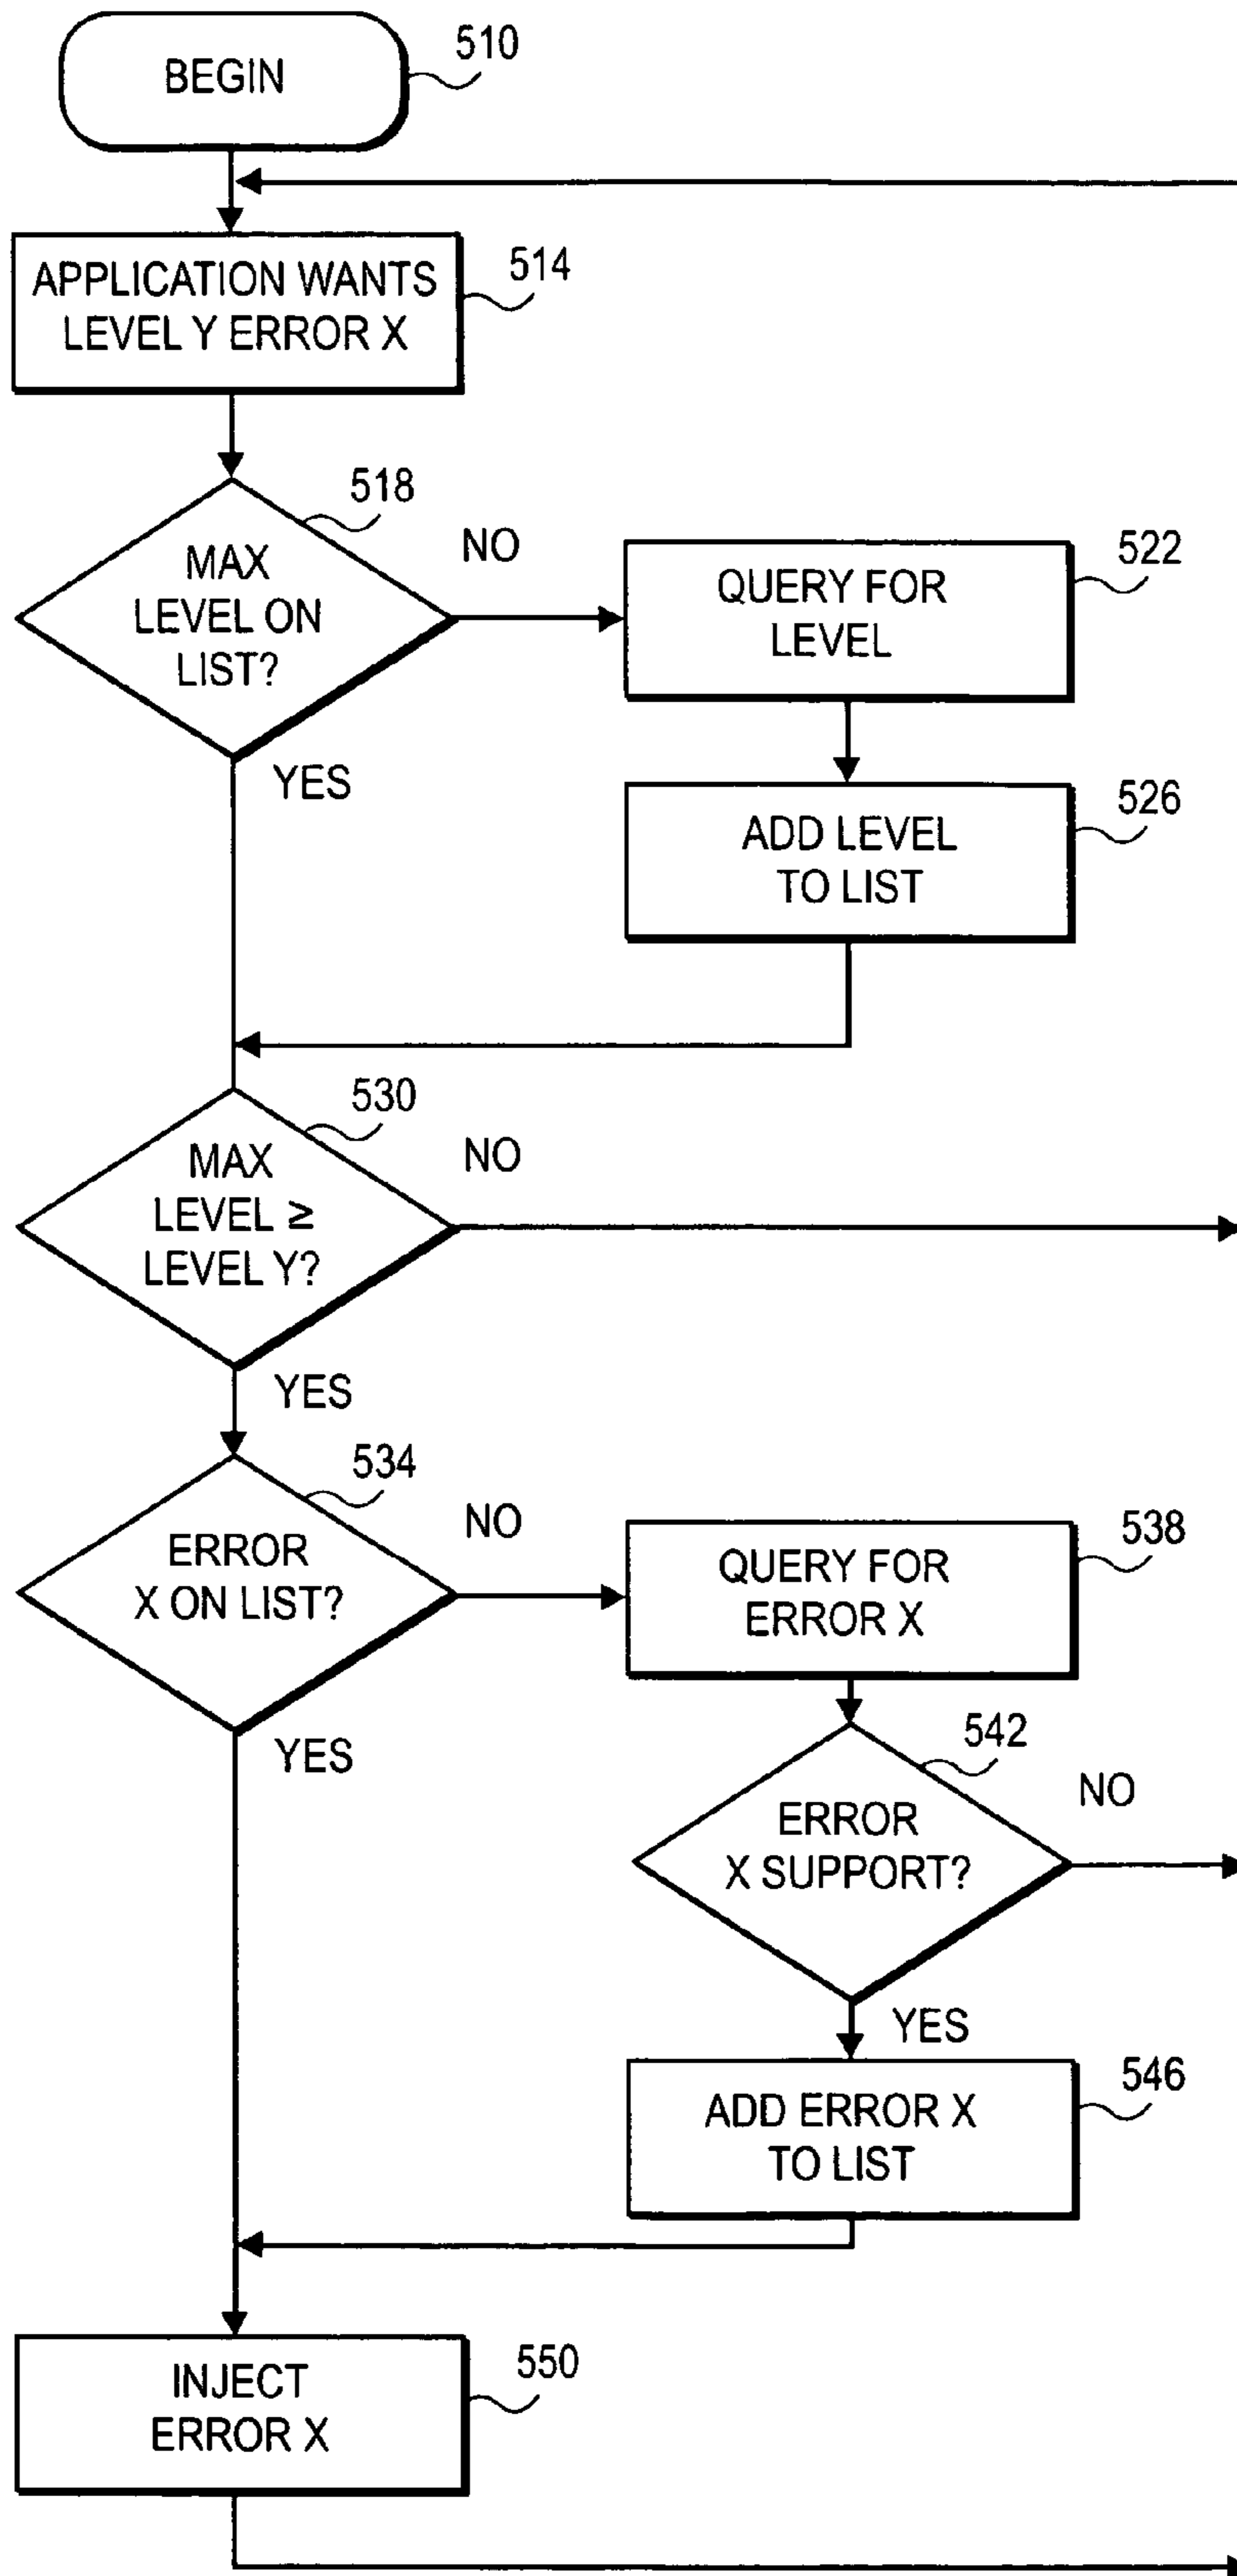 BEGIN
510
APPLICATION WANTS
LEVEL Y ERROR X
514
518
MAX
LEVEL ON
LIST?
NO
YES
QUERY FOR
LEVEL
522
ADD LEVEL
TO LIST
526
530
MAX
LEVEL ≥
LEVEL Y?
NO
YES
534
ERROR
X ON LIST?
NO
YES
QUERY FOR
ERROR X
538
542
ERROR
X SUPPORT?
NO
YES
ADD ERROR X
TO LIST
546
INJECT
ERROR X
550